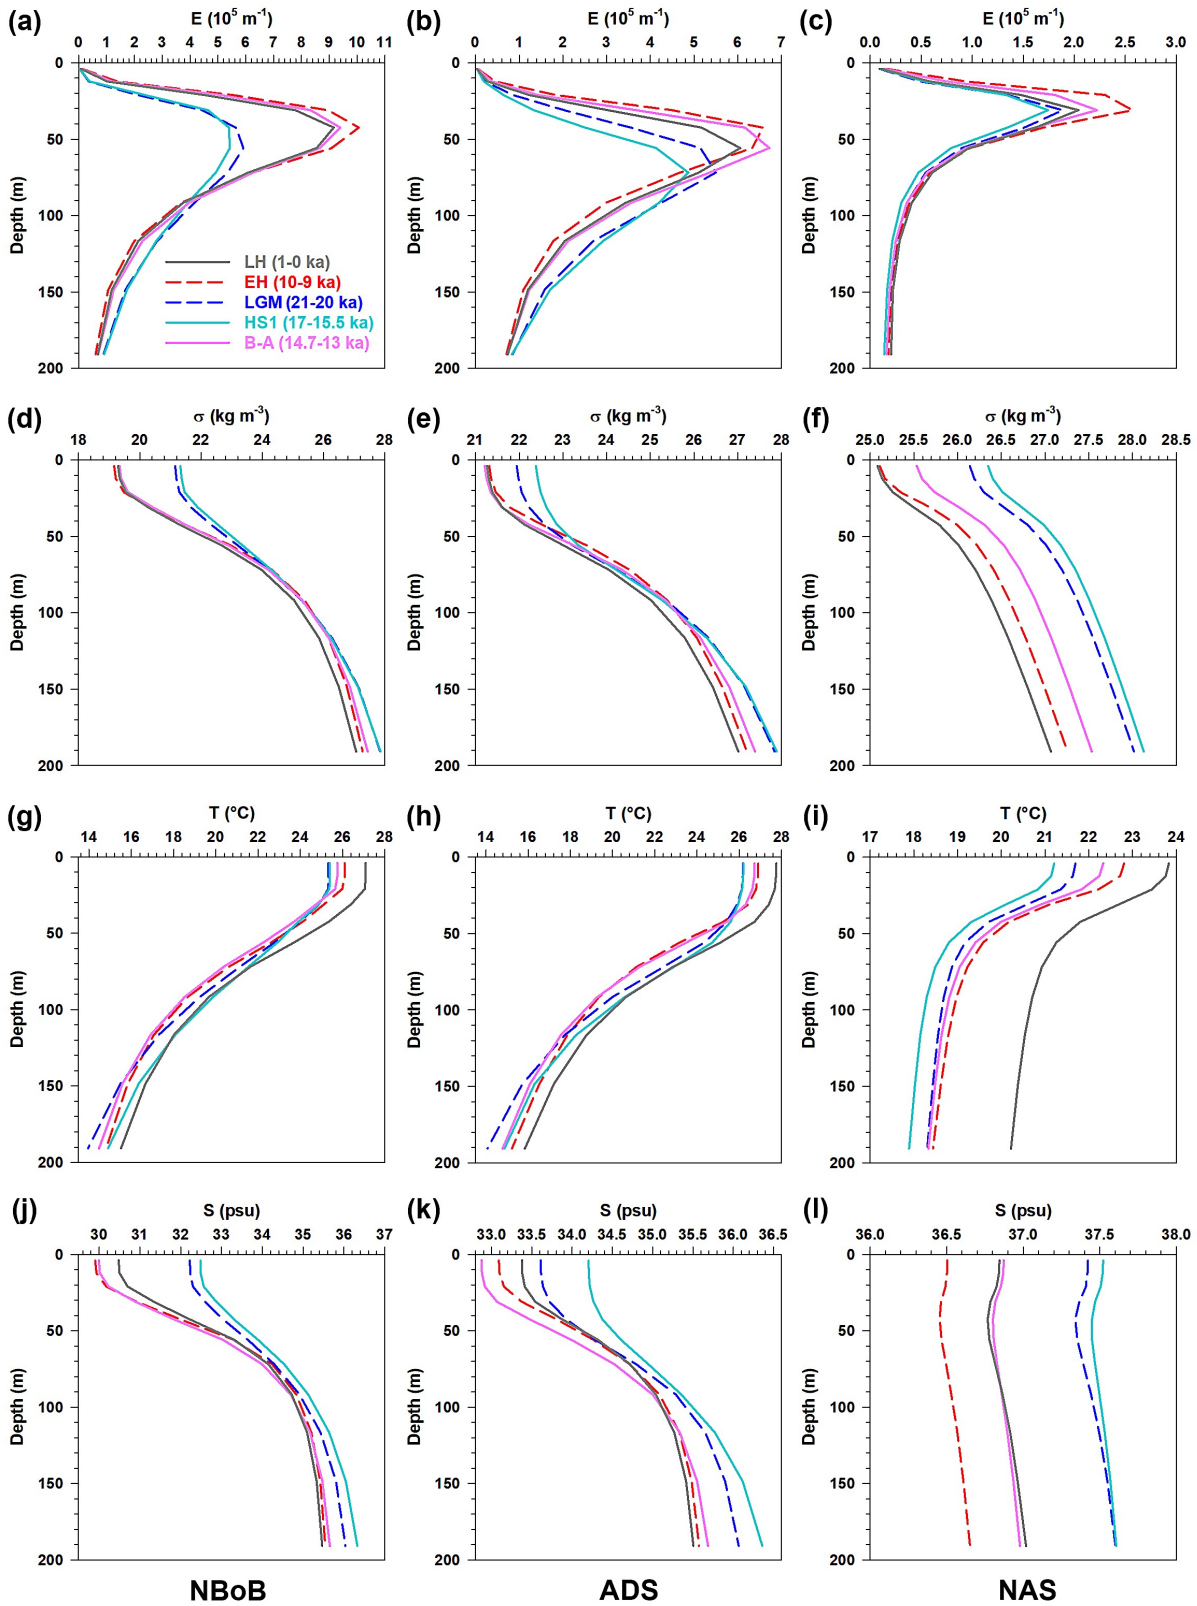 (a) E (10⁵ m⁻¹) (b) E (10⁵ m⁻¹) (c) E (10⁵ m⁻¹)
0 1 2 3 4 5 6 7 8 9 10 11 0 1 2 3 4 5 6 7 0.0 0.5 1.0 1.5 2.0 2.5 3.0
0 0 0
50 50 50
Depth (m) Depth (m) Depth (m)
100 100 100
LH (1-0 ka)
EH (10-9 ka)
150 150 150
LGM (21-20 ka)
HS1 (17-15.5 ka)
B-A (14.7-13 ka)
200 200 200
(d) σ (kg m⁻³) (e) σ (kg m⁻³) (f) σ (kg m⁻³)
18 20 22 24 26 28 21 22 23 24 25 26 27 28 25.0 25.5 26.0 26.5 27.0 27.5 28.0 28.5
0 0 0
50 50 50
Depth (m) Depth (m) Depth (m)
100 100 100
150 150 150
200 200 200
(g) T (°C) (h) T (°C) (i) T (°C)
14 16 18 20 22 24 26 28 14 16 18 20 22 24 26 28 17 18 19 20 21 22 23 24
0 0 0
50 50 50
Depth (m) Depth (m) Depth (m)
100 100 100
150 150 150
200 200 200
(j) S (psu) (k) S (psu) (l) S (psu)
30 31 32 33 34 35 36 37 33.0 33.5 34.0 34.5 35.0 35.5 36.0 36.5 36.0 36.5 37.0 37.5 38.0
0 0 0
50 50 50
Depth (m) Depth (m) Depth (m)
100 100 100
150 150 150
200 200 200
NBoB ADS NAS